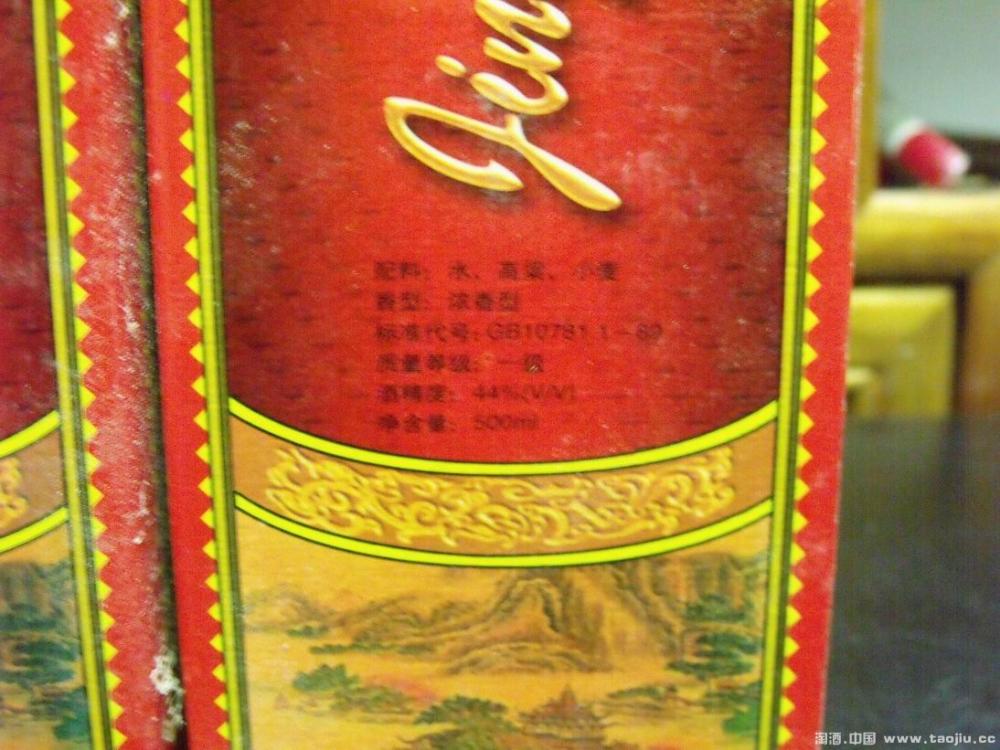 Jin
配料: 水、高粱、小麦
香型: 浓香型
标准代号: GB10781.1-89
质量等级: 一级
酒精度: 44%(V/V)
净含量: 500ml
淘酒.中国 www.taojiu.cc